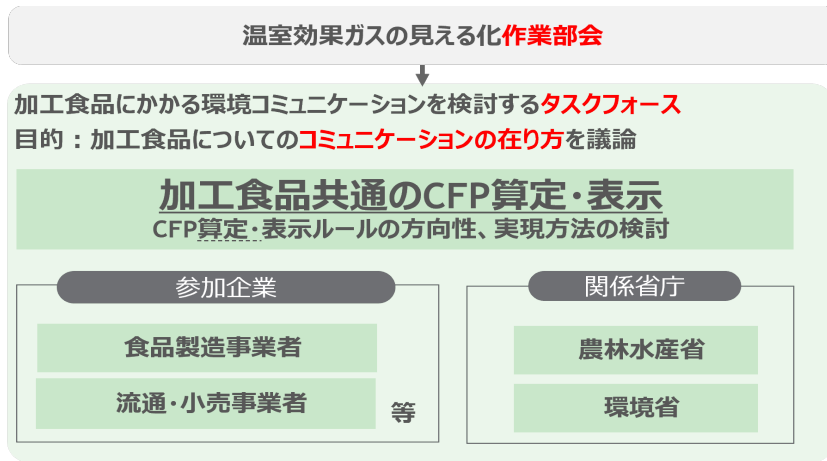 温室効果ガスの見える化作業部会
加工食品にかかる環境コミュニケーションを検討するタスクフォース
目的：加工食品についてのコミュニケーションの在り方を議論
加工食品共通のCFP算定・表示
CFP算定・表示ルールの方向性、実現方法の検討
参加企業
食品製造事業者
流通・小売事業者
等
関係省庁
農林水産省
環境省